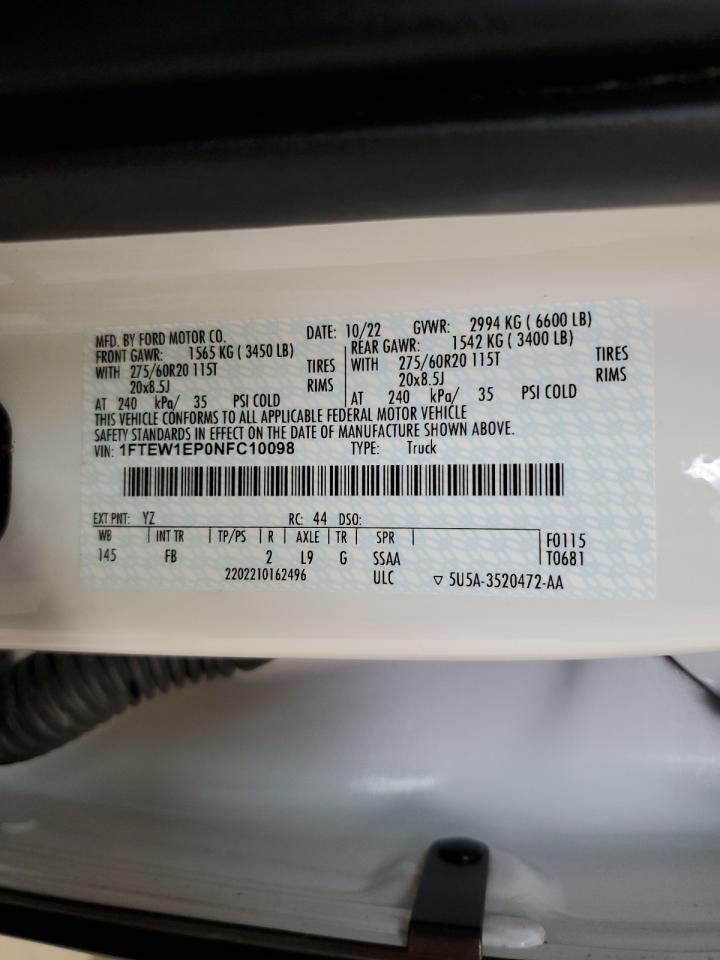 MFD. BY FORD MOTOR CO. DATE: 10/22 GVWR: 2994 KG ( 6600 LB)
FRONT GAWR: 1565 KG ( 3450 LB) REAR GAWR: 1542 KG ( 3400 LB)
WITH 275/60R20 115T TIRES WITH 275/60R20 115T TIRES
20x8.5J RIMS 20x8.5J RIMS
AT 240 kPa/ 35 PSI COLD AT 240 kPa/ 35 PSI COLD
THIS VEHICLE CONFORMS TO ALL APPLICABLE FEDERAL MOTOR VEHICLE
SAFETY STANDARDS IN EFFECT ON THE DATE OF MANUFACTURE SHOWN ABOVE.
VIN: 1FTEW1EP0NFC10098 TYPE: Truck
EXT PNT: YZ RC: 44 DSO:
WB INT TR TP/PS R AXLE TR SPR F0115
145 FB 2 L9 G SSAA T0681
2202210162496 ULC ▽ 5U5A-3520472-AA